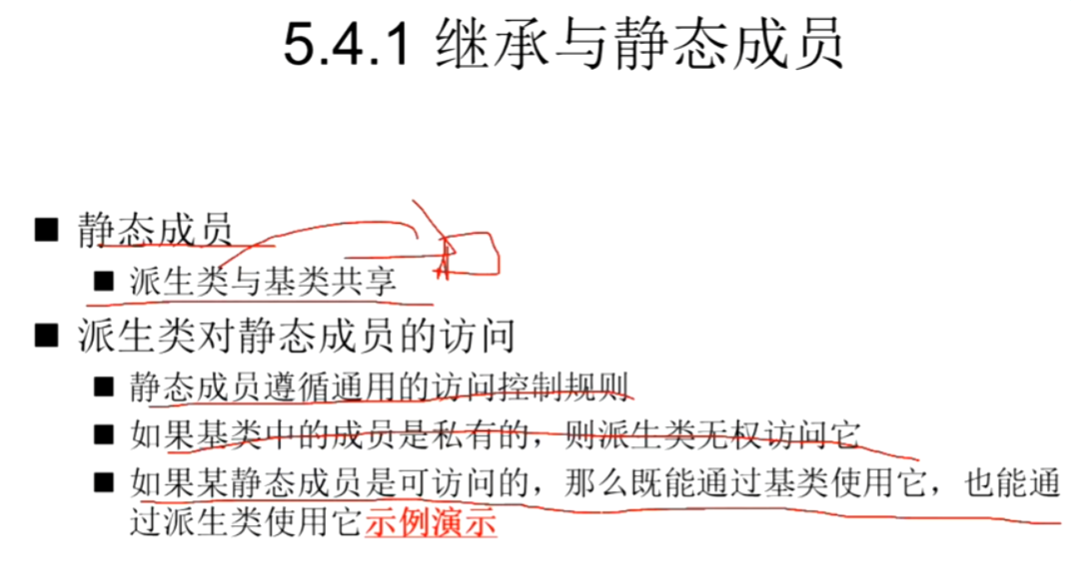 5.4.1 继承与静态成员
静态成员
派生类与基类共享
派生类对静态成员的访问
静态成员遵循通用的访问控制规则
如果基类中的成员是私有的，则派生类无权访问它
如果某静态成员是可访问的，那么既能通过基类使用它，也能通
过派生类使用它示例演示